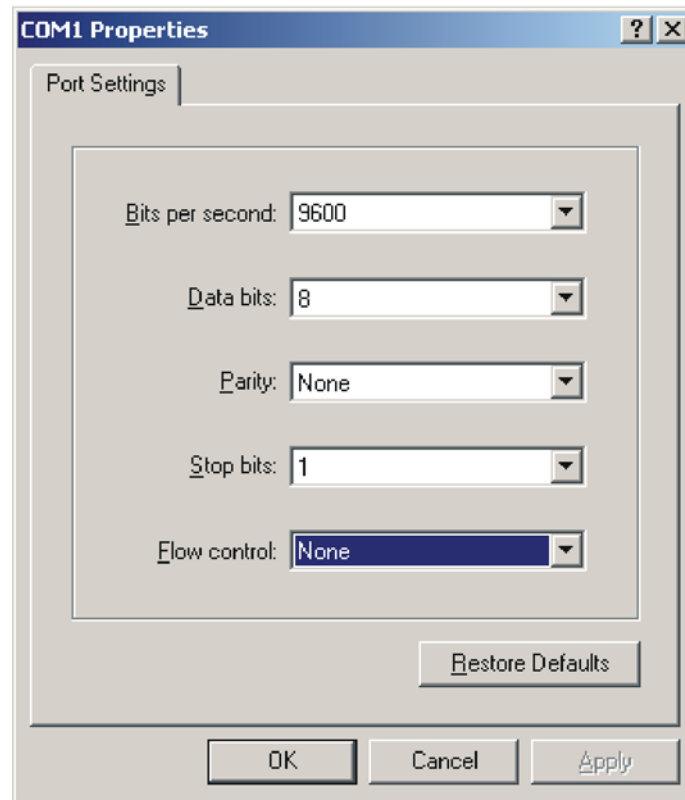 COM1 Properties
Port Settings
Bits per second: 9600
Data bits: 8
Parity: None
Stop bits: 1
Flow control: None
Restore Defaults
OK Cancel Apply